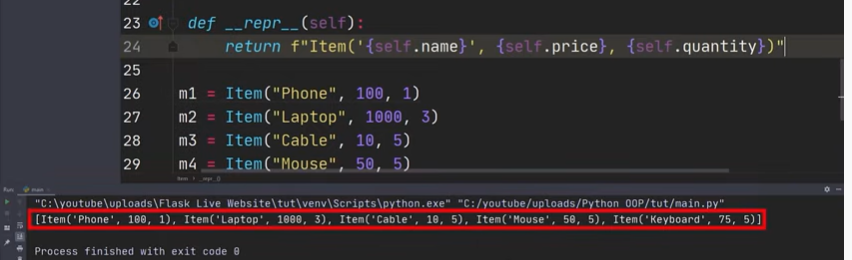 23 def __repr__(self):
24 return f"Item('{self.name}', {self.price}, {self.quantity})"
25
26 m1 = Item("Phone", 100, 1)
27 m2 = Item("Laptop", 1000, 3)
28 m3 = Item("Cable", 10, 5)
29 m4 = Item("Mouse", 50, 5)
Run: main
"C:\youtube\uploads\Flask Live Website\tut\venv\Scripts\python.exe" "C:/youtube/uploads/Python OOP/tut/main.py"
[Item('Phone', 100, 1), Item('Laptop', 1000, 3), Item('Cable', 10, 5), Item('Mouse', 50, 5), Item('Keyboard', 75, 5)]
Process finished with exit code 0